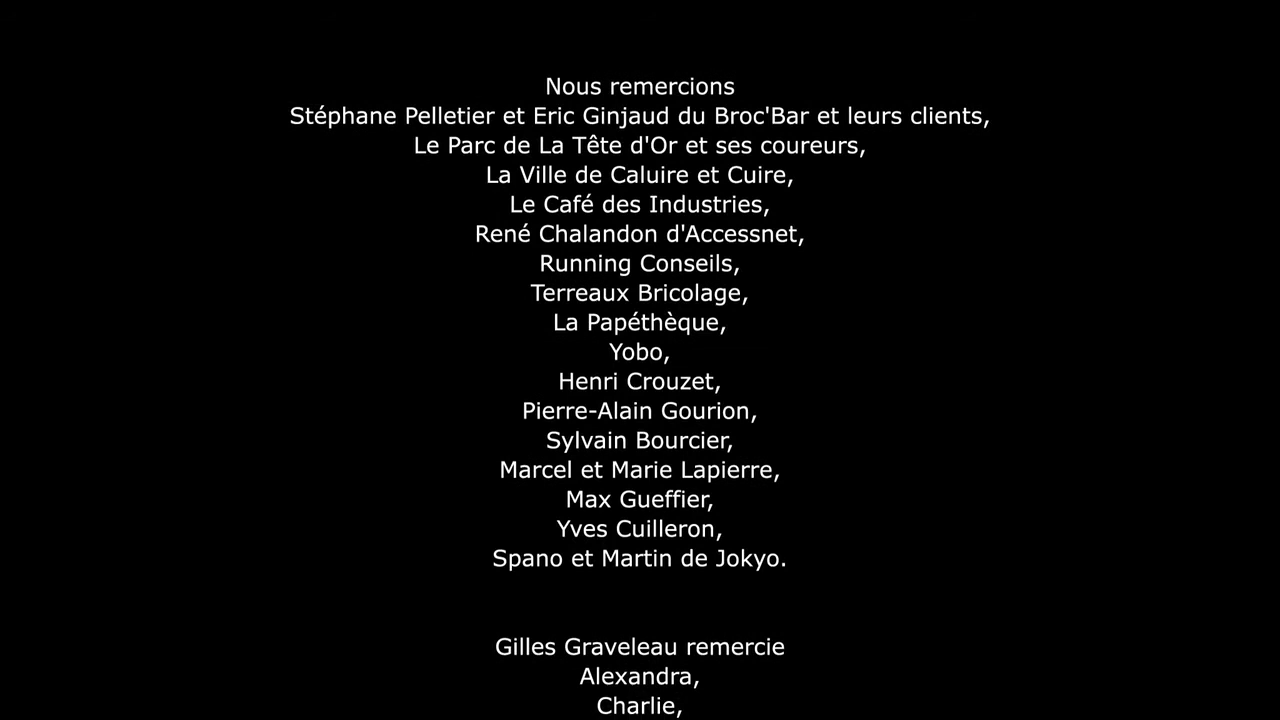 Nous remercions
Stéphane Pelletier et Eric Ginjaud du Broc'Bar et leurs clients,
Le Parc de La Tête d'Or et ses coureurs,
La Ville de Caluire et Cuire,
Le Café des Industries,
René Chalandon d'Accessnet,
Running Conseils,
Terreaux Bricolage,
La Papéthèque,
Yobo,
Henri Crouzet,
Pierre-Alain Gourion,
Sylvain Bourcier,
Marcel et Marie Lapierre,
Max Gueffier,
Yves Cuilleron,
Spano et Martin de Jokyo.
Gilles Graveleau remercie
Alexandra,
Charlie,